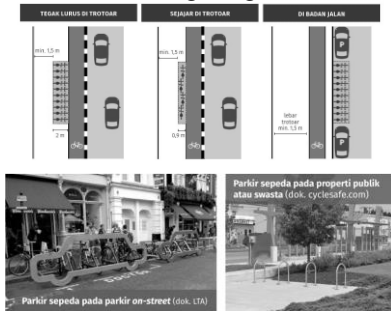 TEGAK LURUS DI TROTOAR
SEJAJAR DI TROTOAR
DI BADAN JALAN
min. 1,5 m
2 m
min. 1,5 m
0,9 m
P
lebar
trotoar
min. 1,5 m
P
Parkir sepeda pada parkir on-street (dok. LTA)
Parkir sepeda pada properti publik
atau swasta (dok. cyclesafe.com)